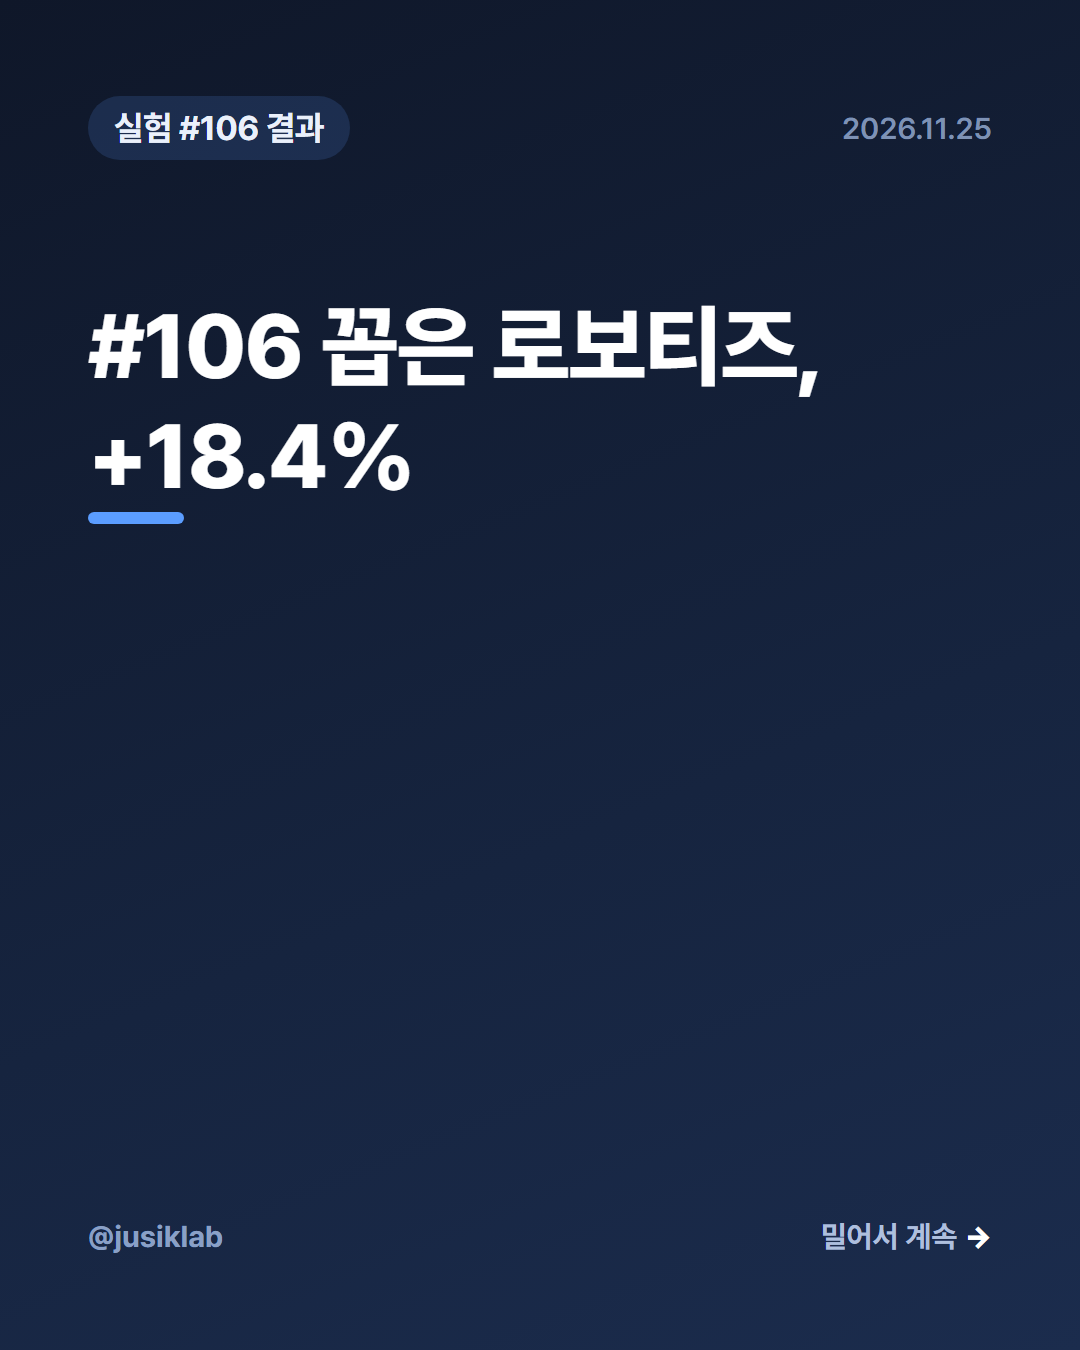 실험 #106 결과
2026.11.25
#106 꼽은 로보티즈,
+18.4%
@jusiklab
밀어서 계속 →